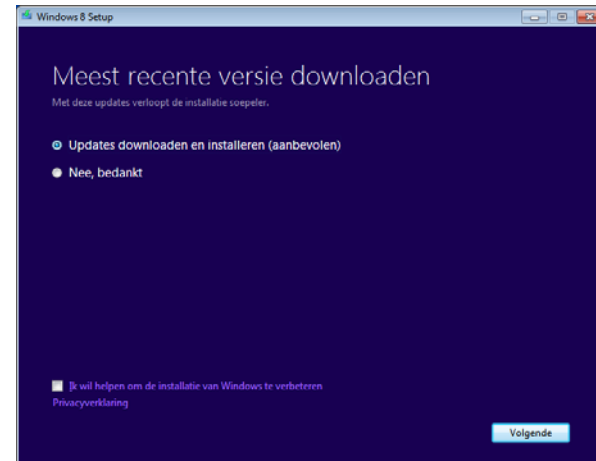 Windows 8 Setup
Meest recente versie downloaden
Met deze updates verloopt de installatie soepeler.
Updates downloaden en installeren (aanbevolen)
Nee, bedankt
Ik wil helpen om de installatie van Windows te verbeteren
Privacyverklaring
Volgende